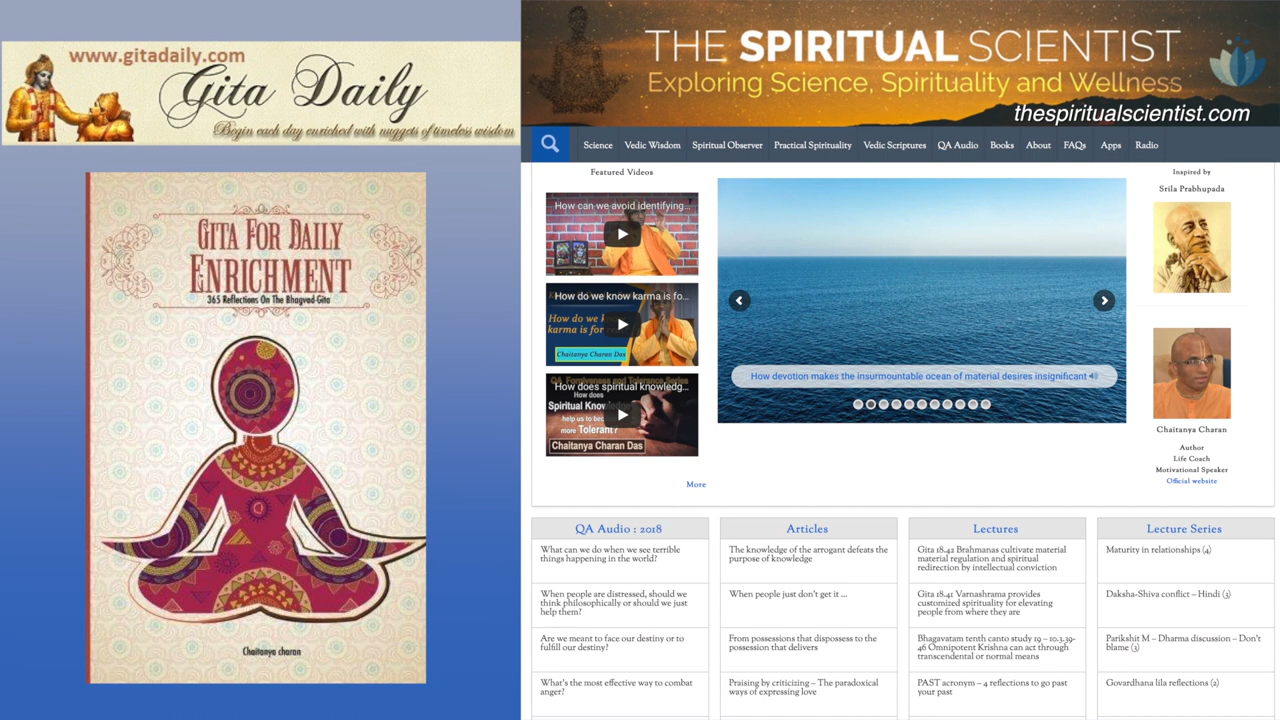 www.gitadaily.com
Gita Daily
Begin each day enriched with nuggets of timeless wisdom
GITA FOR DAILY
ENRICHMENT
365 Reflections On The Bhagvad-Gita
Chaitanya charan
THE SPIRITUAL SCIENTIST
Exploring Science, Spirituality and Wellness
thespiritualscientist.com
Science Vedic Wisdom Spiritual Observer Practical Spirituality Vedic Scriptures QA Audio Books About FAQs Apps Radio
Featured Videos
How can we avoid identifying...
How do we know karma is fo...
How do we k
karma is for
Chaitanya Charan Das
QA. Forgiveness and Tolerance Series
How does spiritual knowledg...
How does
Spiritual Know
help us to be
more Tolerant?
Chaitanya Charan Das
More
How devotion makes the insurmountable ocean of material desires insignificant
Inspired by
Srila Prabhupada
Chaitanya Charan
Author
Life Coach
Motivational Speaker
Official website
QA Audio : 2018
What can we do when we see terrible
things happening in the world?
When people are distressed, should we
think philosophically or should we just
help them?
Are we meant to face our destiny or to
fulfill our destiny?
What's the most effective way to combat
anger?
Articles
The knowledge of the arrogant defeats the
purpose of knowledge
When people just don't get it ...
From possessions that dispossess to the
possession that delivers
Praising by criticizing – The paradoxical
ways of expressing love
Lectures
Gita 18.42 Brahmanas cultivate material
material regulation and spiritual
redirection by intellectual conviction
Gita 18.41 Varnashrama provides
customized spirituality for elevating
people from where they are
Bhagavatam tenth canto study 19 – 10.3.39-
46 Omnipotent Krishna can act through
transcendental or normal means
PAST acronym – 4 reflections to go past
your past
Lecture Series
Maturity in relationships (4)
Daksha-Shiva conflict – Hindi (3)
Parikshit M – Dharma discussion – Don't
blame (3)
Govardhana lila reflections (2)